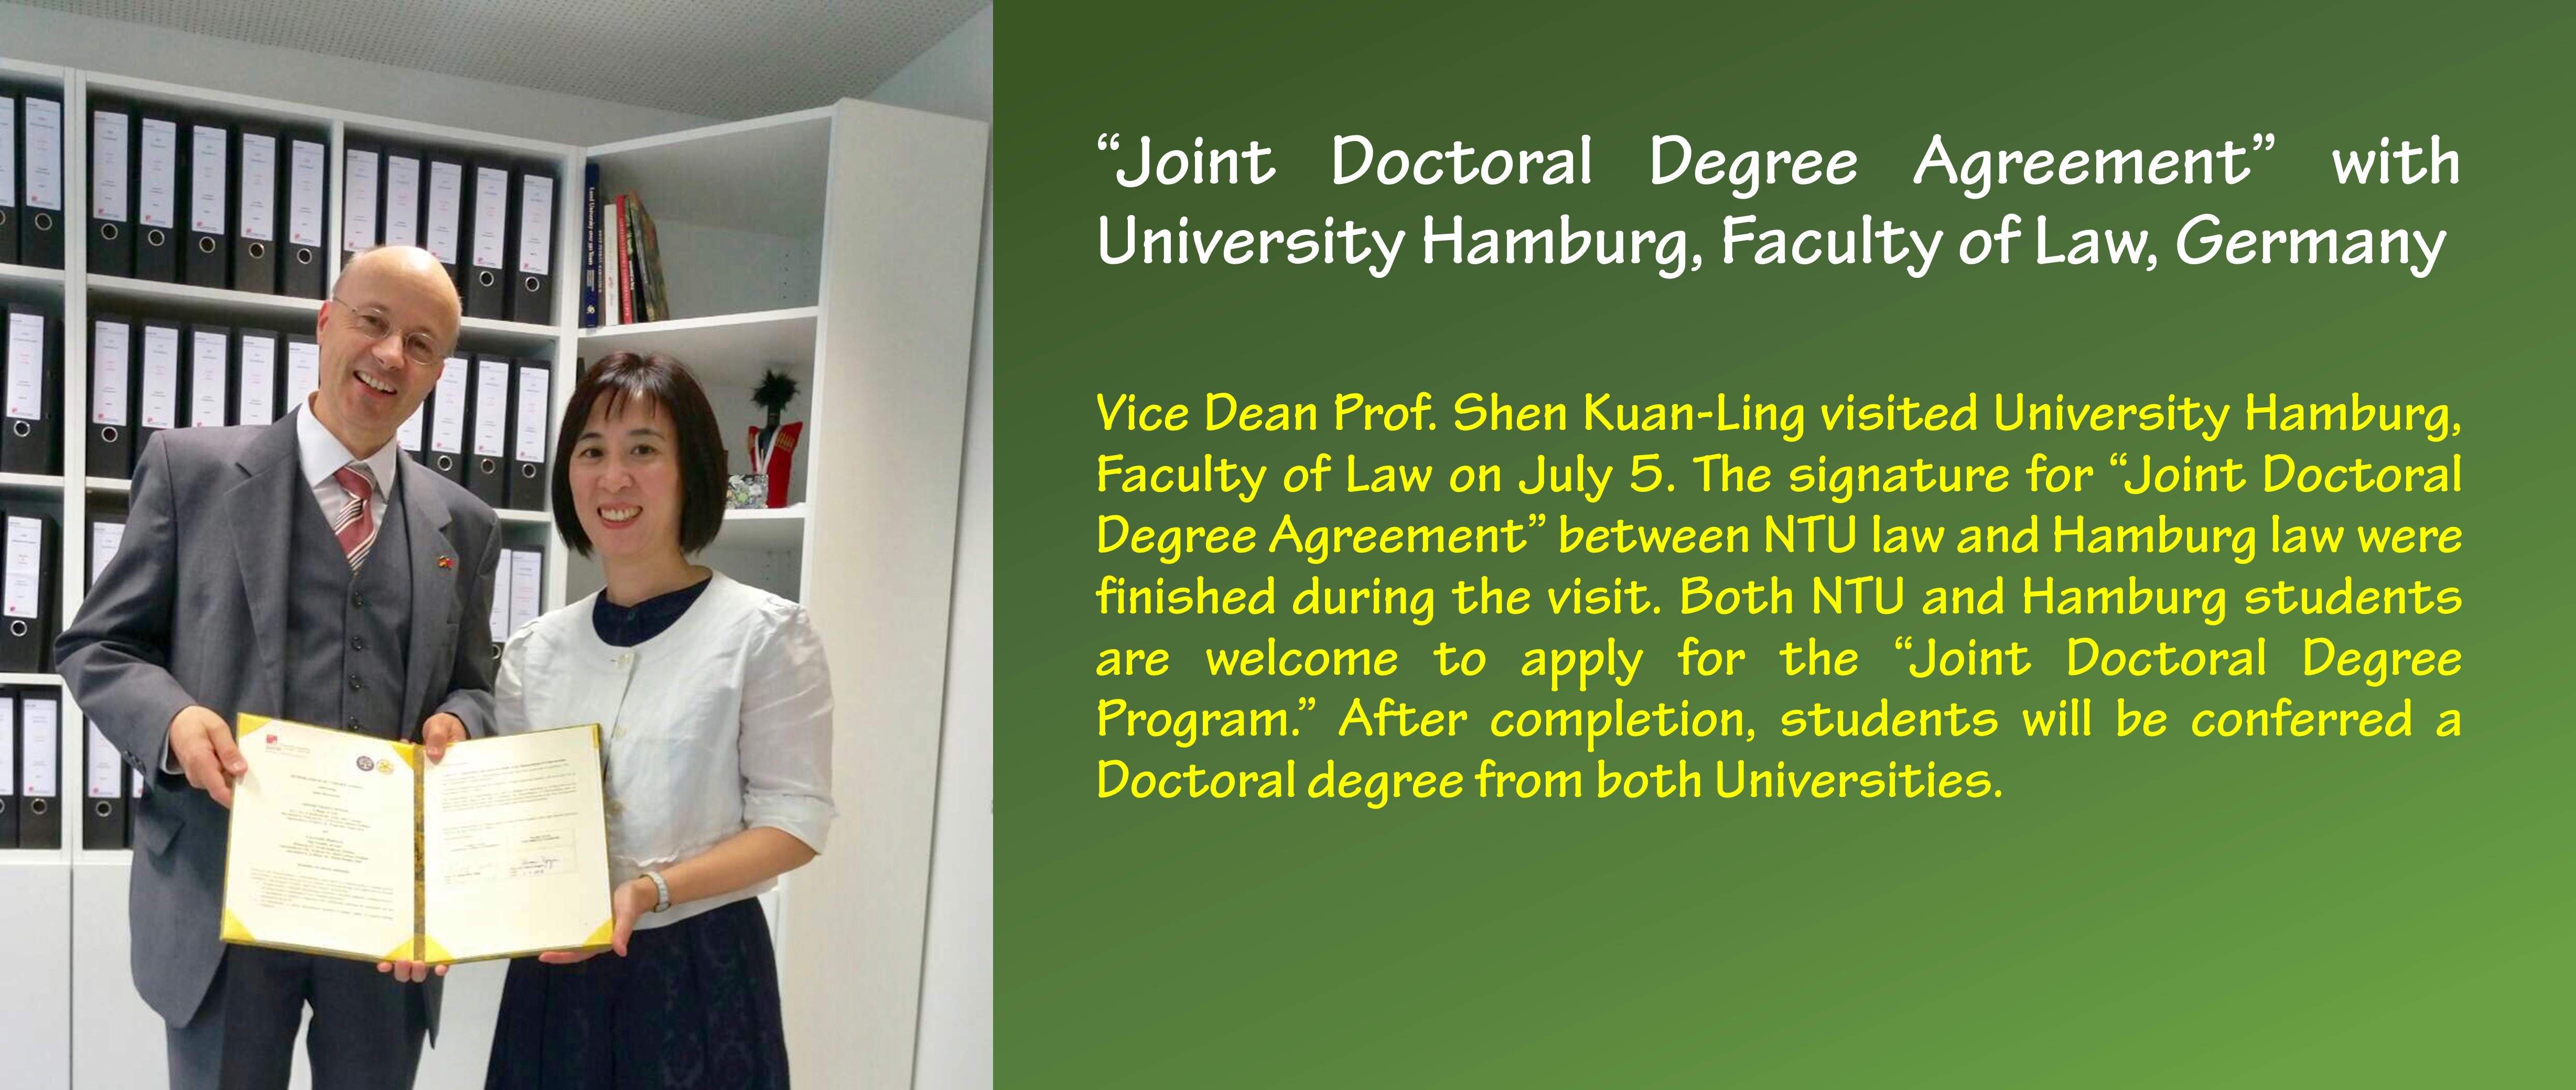 “Joint Doctoral Degree Agreement” with
University Hamburg, Faculty of Law, Germany
Vice Dean Prof. Shen Kuan-Ling visited University Hamburg,
Faculty of Law on July 5. The signature for “Joint Doctoral
Degree Agreement” between NTU law and Hamburg law were
finished during the visit. Both NTU and Hamburg students
are welcome to apply for the “Joint Doctoral Degree
Program.” After completion, students will be conferred a
Doctoral degree from both Universities.